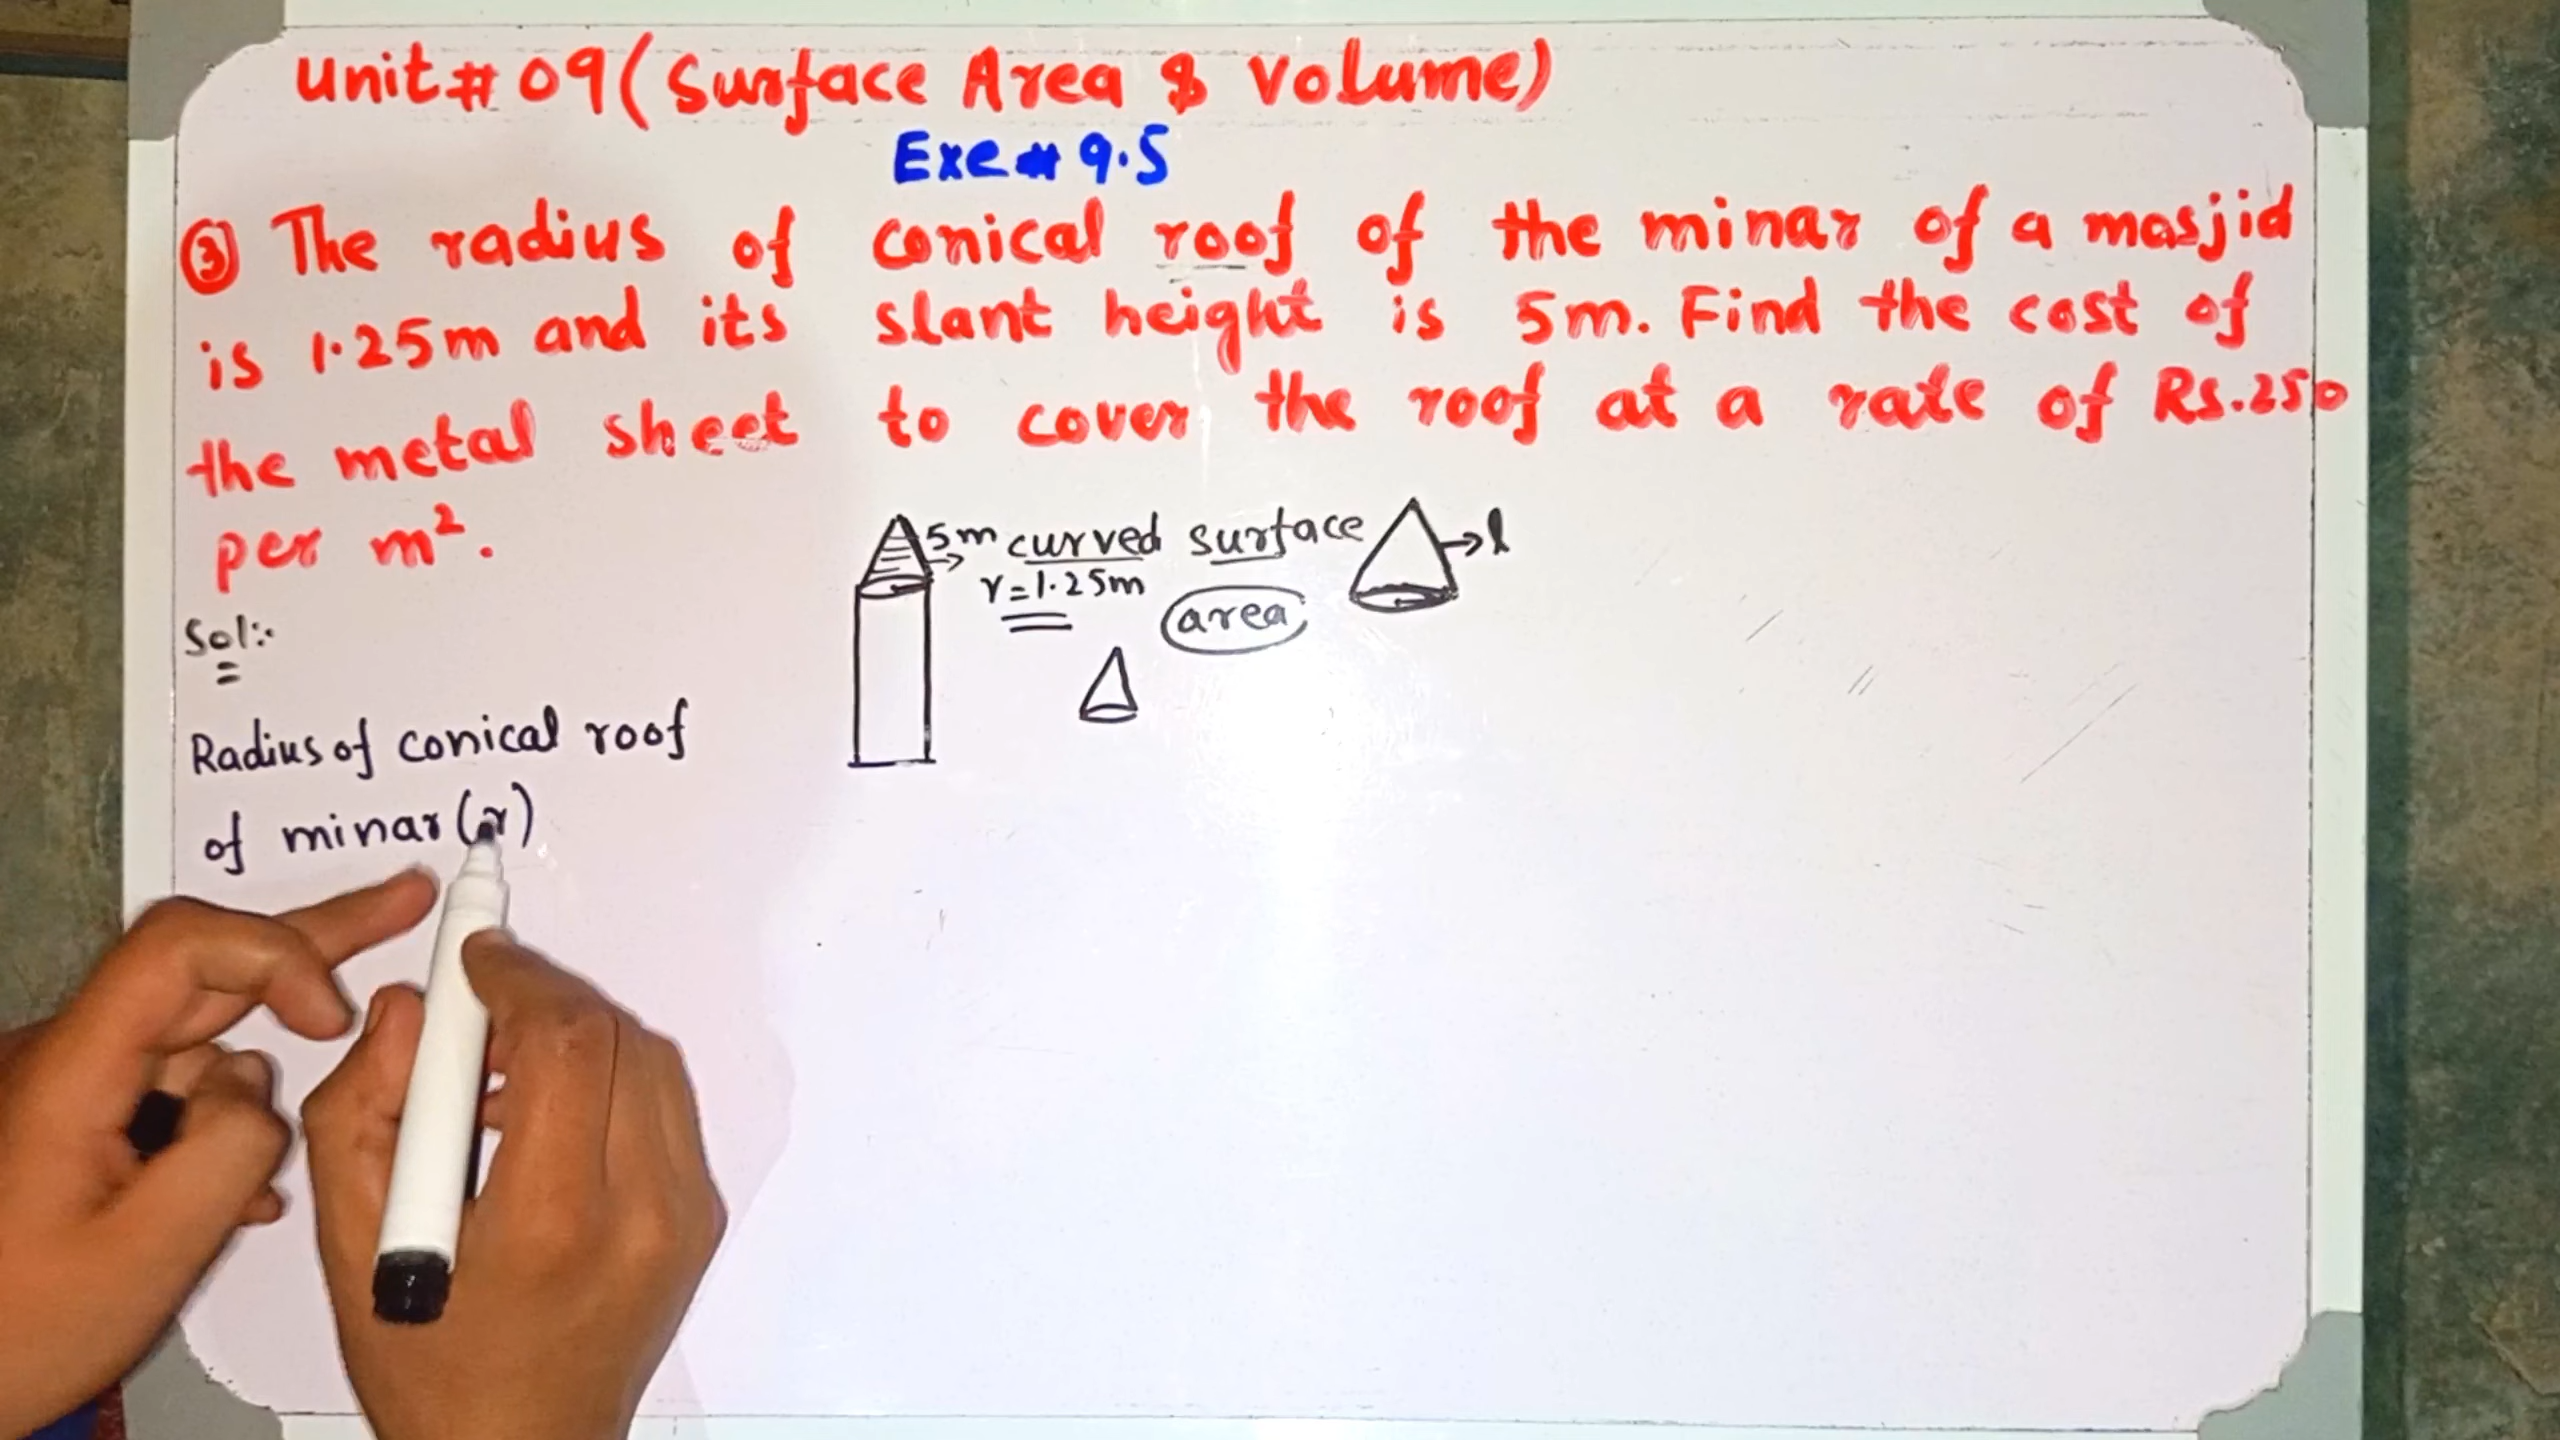 Unit# 09 (Surface Area & Volume)
Exe# 9.5
③ The radius of conical roof of the minar of a masjid
is 1.25m and its slant height is 5m. Find the cost of
the metal sheet to cover the roof at a rate of Rs.250
per m².
5m curved surface → l
r=1.25m
area
Sol:-
Radius of conical roof
of minar (r)